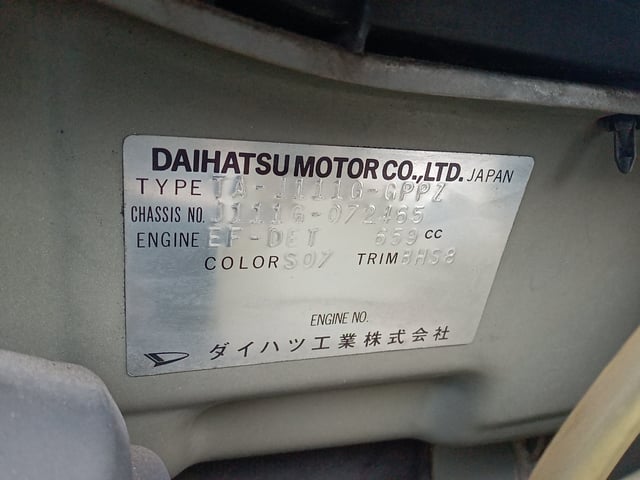 DAIHATSU MOTOR CO.,LTD. JAPAN
TYPE TA-J111G-GPPZ
CHASSIS NO. J111G-072465
ENGINE EF-DET 659 CC
COLOR S07 TRIM BH58
ENGINE NO.
ダイハツ工業株式会社